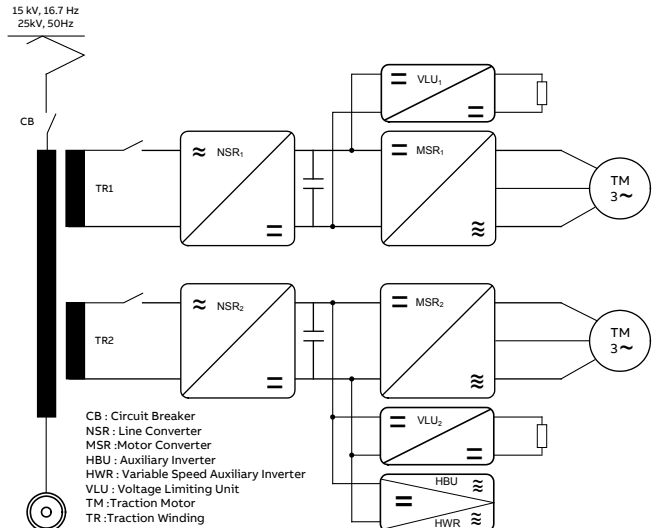 15 kV, 16.7 Hz
25kV, 50Hz
CB
TR1
≈ NSR₁
=
= VLU₁
=
= MSR₁
≋
TM
3~
TR2
≈ NSR₂
=
= MSR₂
≋
TM
3~
= VLU₂
=
HBU ≋
=
HWR ≋
CB : Circuit Breaker
NSR : Line Converter
MSR : Motor Converter
HBU : Auxiliary Inverter
HWR : Variable Speed Auxiliary Inverter
VLU : Voltage Limiting Unit
TM :Traction Motor
TR :Traction Winding